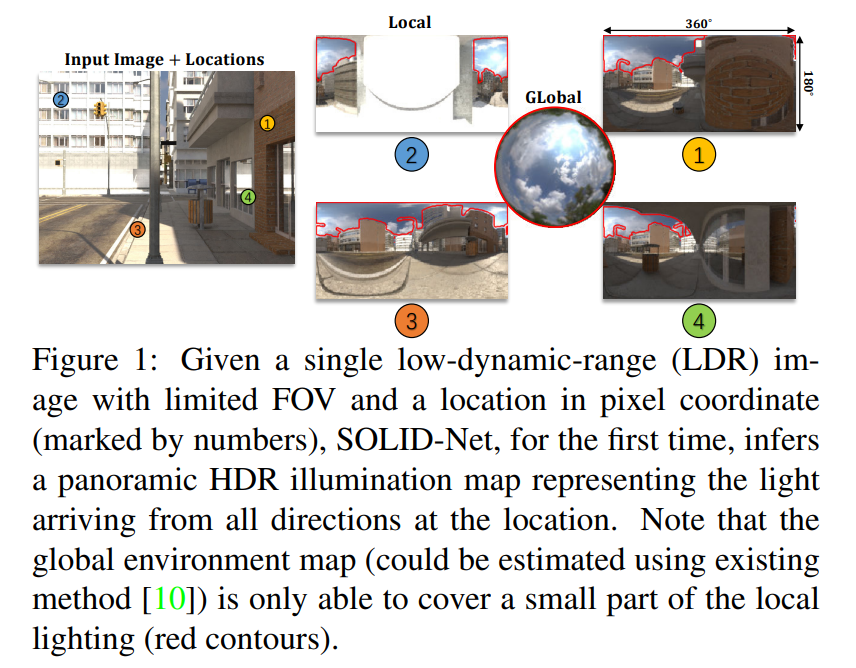 Local
360°
Input Image + Locations
GLobal
180°
2
1
4
3
2
1
3
4
Figure 1: Given a single low-dynamic-range (LDR) im-
age with limited FOV and a location in pixel coordinate
(marked by numbers), SOLID-Net, for the first time, infers
a panoramic HDR illumination map representing the light
arriving from all directions at the location. Note that the
global environment map (could be estimated using existing
method [10]) is only able to cover a small part of the local
lighting (red contours).